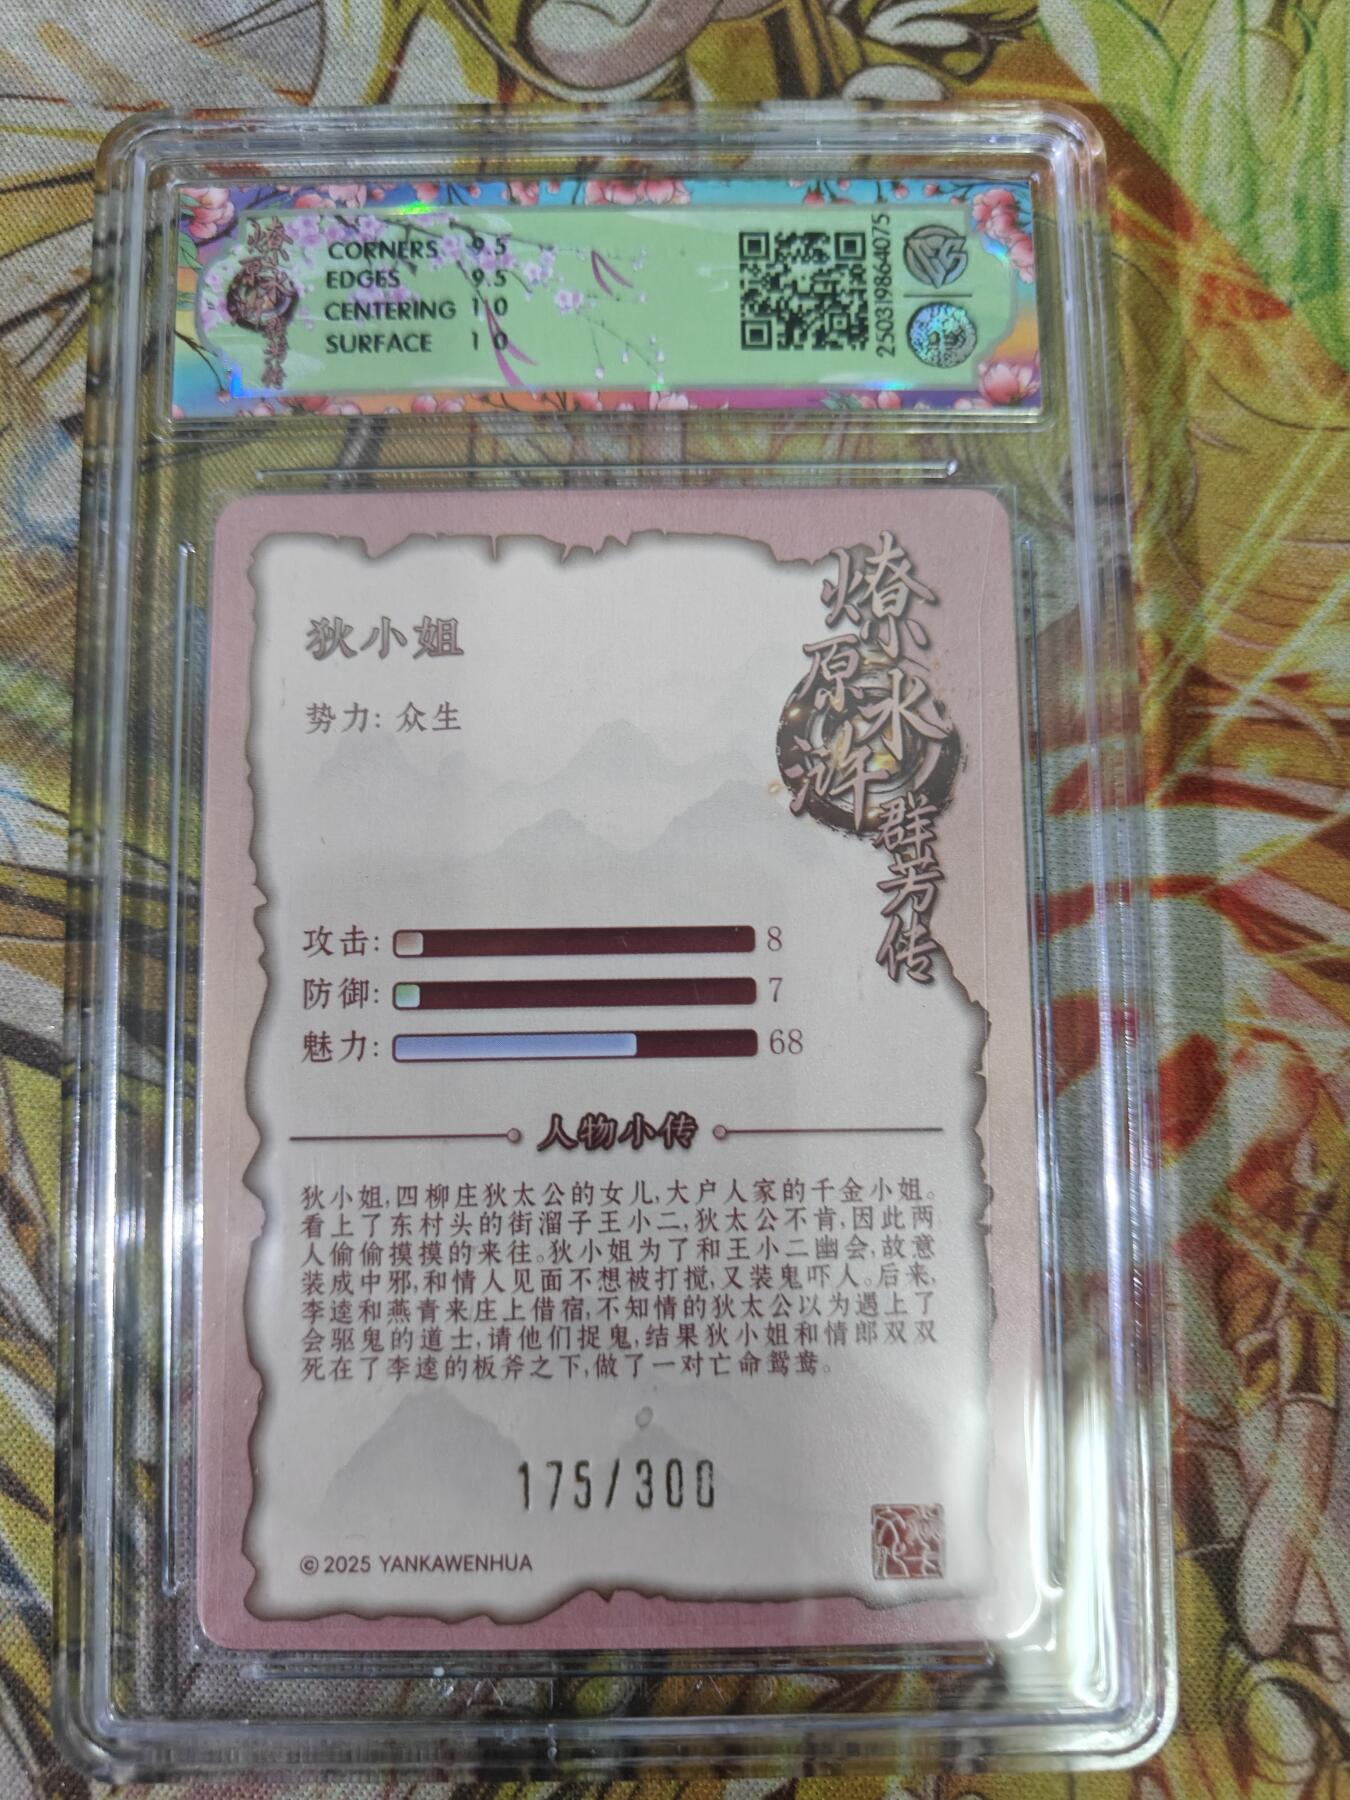 燎原水浒群芳传
CORNERS 9.5
EDGES 9.5
CENTERING 10
SURFACE 10
2503198640​75
狄小姐
势力: 众生
燎原水浒
群芳传
攻击: 8
防御: 7
魅力: 68
人物小传
狄小姐,四柳庄狄太公的女儿,大户人家的千金小姐。
看上了东村头的街溜子王小二,狄太公不肯,因此两
人偷偷摸摸的来往。狄小姐为了和王小二幽会,故意
装成中邪,和情人见面不想被打搅,又装鬼吓人。后来,
李逵和燕青来庄上借宿,不知情的狄太公以为遇上了
会驱鬼的道士,请他们捉鬼,结果狄小姐和情郎双双
死在了李逵的板斧之下,做了一对亡命鸳鸯。
175/300
©2025 YANKAWENHUA